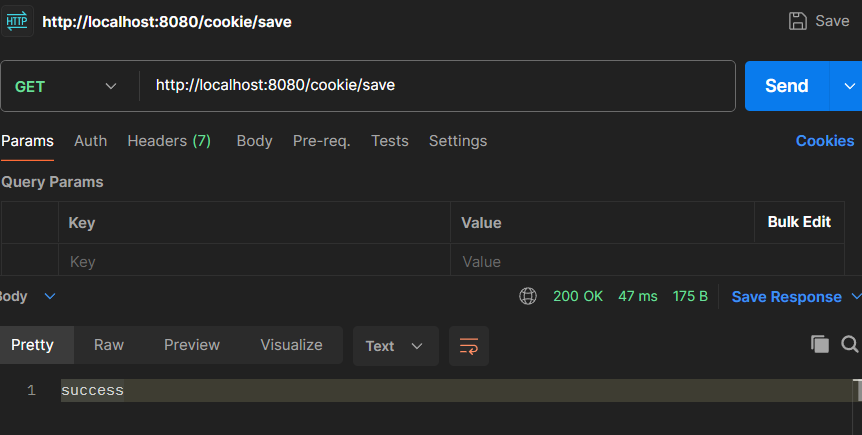 HTTP http://localhost:8080/cookie/save Save
GET http://localhost:8080/cookie/save Send
Params Auth Headers (7) Body Pre-req. Tests Settings Cookies
Query Params
Key Value Bulk Edit
Key Value
Body 200 OK 47 ms 175 B Save Response
Pretty Raw Preview Visualize Text
1 success